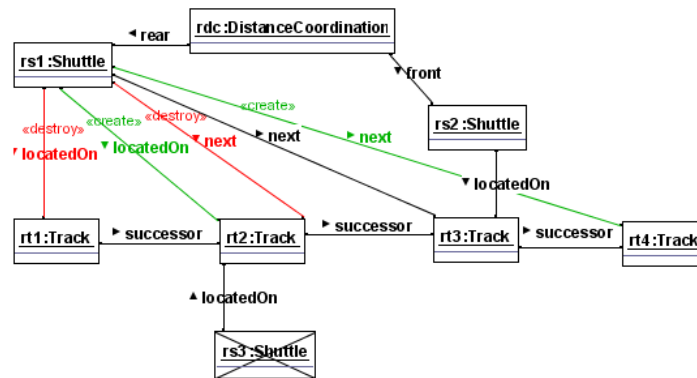 rdc:DistanceCoordination
◄ rear
rs1:Shuttle
▼ front
«create»
rs2:Shuttle
«destroy»
«create»
«destroy»
▼ next
► next
► next
▼ locatedOn
▼ locatedOn
▼ locatedOn
rt1:Track
► successor
rt2:Track
► successor
rt3:Track
► successor
rt4:Track
▲ locatedOn
rs3:Shuttle